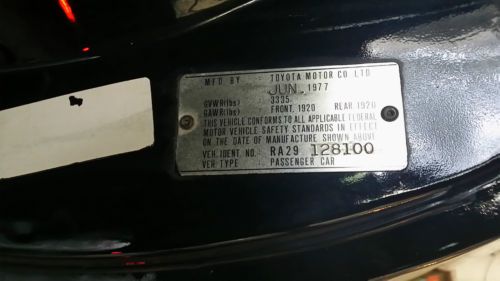 MFD. BY : TOYOTA MOTOR CO. LTD.
JUN., 1977
GVWR(lbs) : 3335
GAWR(lbs) : FRONT, 1920 REAR, 1920
THIS VEHICLE CONFORMS TO ALL APPLICABLE FEDERAL
MOTOR VEHICLE SAFETY STANDARDS IN EFFECT
ON THE DATE OF MANUFACTURE SHOWN ABOVE
VEH. IDENT. NO. RA29 128100
VEH. TYPE : PASSENGER CAR